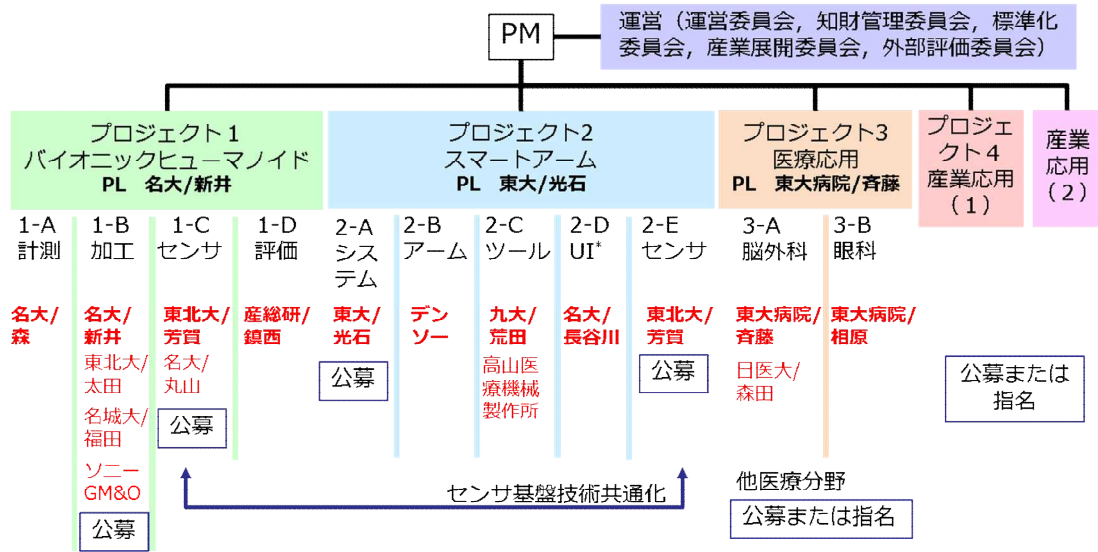 PM
運営（運営委員会，知財管理委員会，標準化
委員会，産業展開委員会，外部評価委員会）
プロジェクト１
バイオニックヒューマノイド
PL　名大/新井
プロジェクト2
スマートアーム
PL　東大/光石
プロジェクト3
医療応用
PL　東大病院/斉藤
プロジェ
クト４
産業応用
（１）
産業
応用
（２）
1-A
計測
名大/
森
1-B
加工
名大/
新井
東北大/
太田
名城大/
福田
ソニー
GM&O
公募
1-C
センサ
東北大/
芳賀
名大/
丸山
公募
1-D
評価
産総研/
鎮西
2-A
シス
テム
東大/
光石
公募
2-B
アーム
デン
ソー
2-C
ツール
九大/
荒田
高山医
療機械
製作所
2-D
UI*
名大/
長谷川
2-E
センサ
東北大/
芳賀
公募
センサ基盤技術共通化
3-A
脳外科
東大病院/
斉藤
日医大/
森田
3-B
眼科
東大病院/
相原
他医療分野
公募または指名
公募または
指名